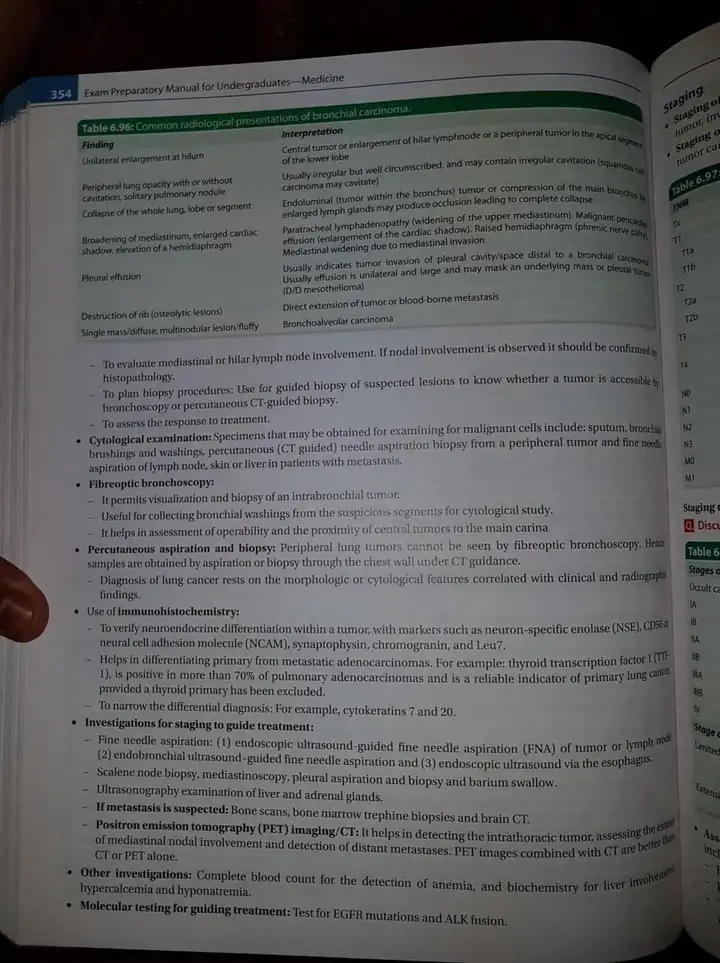 354 Exam Preparatory Manual for Undergraduates—Medicine
Table 6.96: Common radiological presentations of bronchial carcinoma.
Finding
Interpretation
Unilateral enlargement at hilum
Central tumor or enlargement of hilar lymphnode or a peripheral tumor in the apical segment
of the lower lobe
Peripheral lung opacity with or without
cavitation, solitary pulmonary nodule
Usually irregular but well circumscribed, and may contain irregular cavitation (squamous cell
carcinoma may cavitate)
Collapse of the whole lung, lobe or segment
Endoluminal (tumor within the bronchus) tumor or compression of the main bronchus by
enlarged lymph glands may produce occlusion leading to complete collapse
Broadening of mediastinum, enlarged cardiac
shadow, elevation of a hemidiaphragm
Paratracheal lymphadenopathy (widening of the upper mediastinum). Malignant pericardial
effusion (enlargement of the cardiac shadow). Raised hemidiaphragm (phrenic nerve palsy).
Mediastinal widening due to mediastinal invasion
Pleural effusion
Usually indicates tumor invasion of pleural cavity/space distal to a bronchial carcinoma
Usually effusion is unilateral and large and may mask an underlying mass or pleural tumor
(D/D mesothelioma)
Destruction of rib (osteolytic lesions)
Direct extension of tumor or blood-borne metastasis
Single mass/diffuse, multinodular lesion/fluffy
Bronchoalveolar carcinoma
– To evaluate mediastinal or hilar lymph node involvement. If nodal involvement is observed it should be confirmed by
histopathology.
– To plan biopsy procedures: Use for guided biopsy of suspected lesions to know whether a tumor is accessible by
bronchoscopy or percutaneous CT-guided biopsy.
– To assess the response to treatment.
• Cytological examination: Specimens that may be obtained for examining for malignant cells include: sputum, bronchial
brushings and washings, percutaneous (CT guided) needle aspiration biopsy from a peripheral tumor and fine needle
aspiration of lymph node, skin or liver in patients with metastasis.
• Fibreoptic bronchoscopy:
– It permits visualization and biopsy of an intrabronchial tumor.
– Useful for collecting bronchial washings from the suspicious segments for cytological study.
– It helps in assessment of operability and the proximity of central tumors to the main carina
• Percutaneous aspiration and biopsy: Peripheral lung tumors cannot be seen by fibreoptic bronchoscopy. Hence
samples are obtained by aspiration or biopsy through the chest wall under CT guidance.
– Diagnosis of lung cancer rests on the morphologic or cytological features correlated with clinical and radiographic
findings.
• Use of immunohistochemistry:
– To verify neuroendocrine differentiation within a tumor, with markers such as neuron-specific enolase (NSE), CD56 or
neural cell adhesion molecule (NCAM), synaptophysin, chromogranin, and Leu7.
– Helps in differentiating primary from metastatic adenocarcinomas. For example: thyroid transcription factor 1 (TTF-
1), is positive in more than 70% of pulmonary adenocarcinomas and is a reliable indicator of primary lung cancer
provided a thyroid primary has been excluded.
– To narrow the differential diagnosis: For example, cytokeratins 7 and 20.
• Investigations for staging to guide treatment:
– Fine needle aspiration: (1) endoscopic ultrasound-guided fine needle aspiration (FNA) of tumor or lymph node
(2) endobronchial ultrasound-guided fine needle aspiration and (3) endoscopic ultrasound via the esophagus.
– Scalene node biopsy, mediastinoscopy, pleural aspiration and biopsy and barium swallow.
– Ultrasonography examination of liver and adrenal glands.
– If metastasis is suspected: Bone scans, bone marrow trephine biopsies and brain CT.
– Positron emission tomography (PET) imaging/CT: It helps in detecting the intrathoracic tumor, assessing the extent
of mediastinal nodal involvement and detection of distant metastases. PET images combined with CT are better than
CT or PET alone.
• Other investigations: Complete blood count for the detection of anemia, and biochemistry for liver involvement,
hypercalcemia and hyponatremia.
• Molecular testing for guiding treatment: Test for EGFR mutations and ALK fusion.
Staging
• Staging of
tumor, inv
• Staging o
tumor ca
Table 6.97:
TNM
Tx
T1
T1a
T1b
T2
T2a
T2b
T3
T4
N0
N1
N2
N3
M0
M1
Staging
Q. Discu
Table 6
Stages o
Occult ca
IA
IB
IIA
IIB
IIIA
IIIB
IV
Stage
Limited
Extensi
• Ass
incl